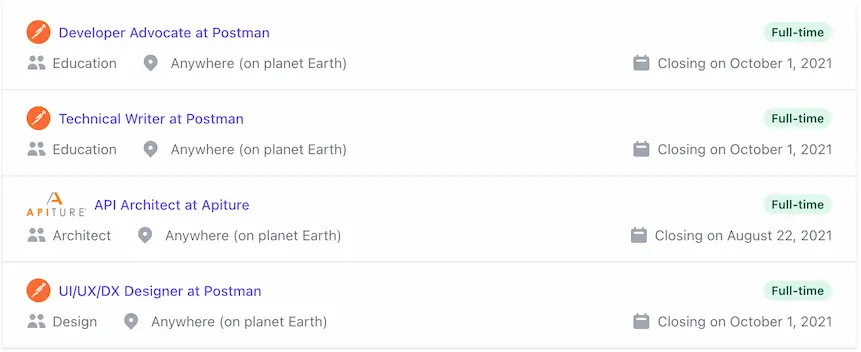 Developer Advocate at Postman Full-time
Education Anywhere (on planet Earth) Closing on October 1, 2021
Technical Writer at Postman Full-time
Education Anywhere (on planet Earth) Closing on October 1, 2021
APITURE API Architect at Apiture Full-time
Architect Anywhere (on planet Earth) Closing on August 22, 2021
UI/UX/DX Designer at Postman Full-time
Design Anywhere (on planet Earth) Closing on October 1, 2021